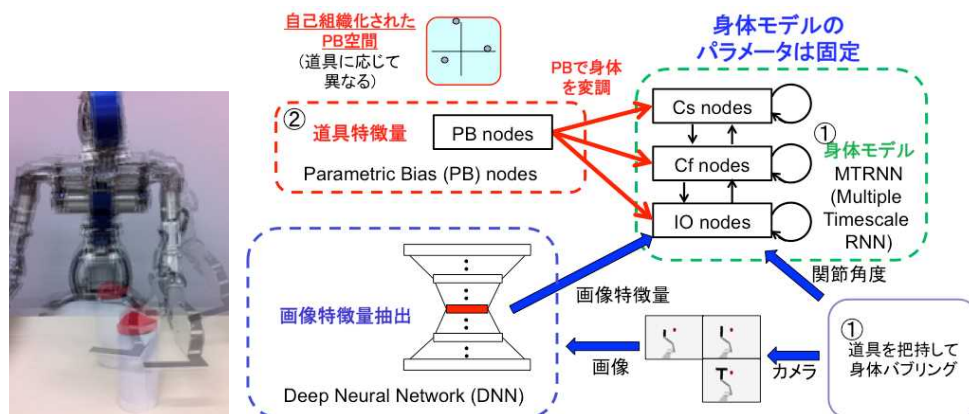 自己組織化された
PB空間
(道具に応じて
異なる)
身体モデルの
パラメータは固定
PBで身体
を変調
②
道具特徴量
PB nodes
Parametric Bias (PB) nodes
Cs nodes
Cf nodes
IO nodes
①
身体モデル
MTRNN
(Multiple
Timescale
RNN)
画像特徴量抽出
Deep Neural Network (DNN)
画像特徴量
関節角度
画像
カメラ
①
道具を把持して
身体バブリング